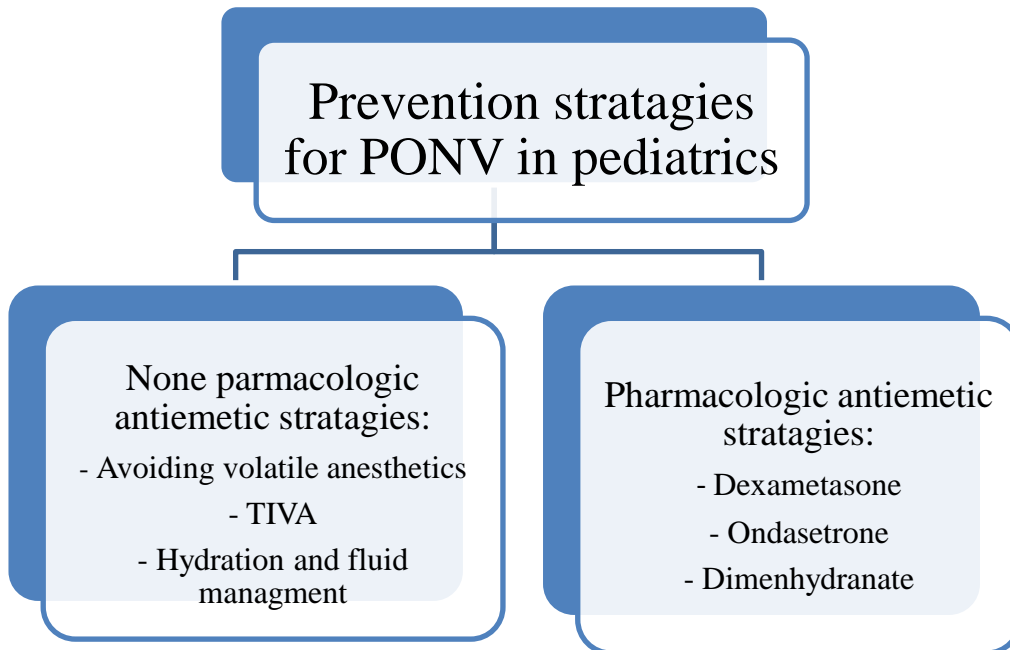 Prevention stratagies
for PONV in pediatrics
None parmacologic
antiemetic stratagies:
- Avoiding volatile anesthetics
- TIVA
- Hydration and fluid
managment
Pharmacologic antiemetic
stratagies:
- Dexametasone
- Ondasetrone
- Dimenhydranate